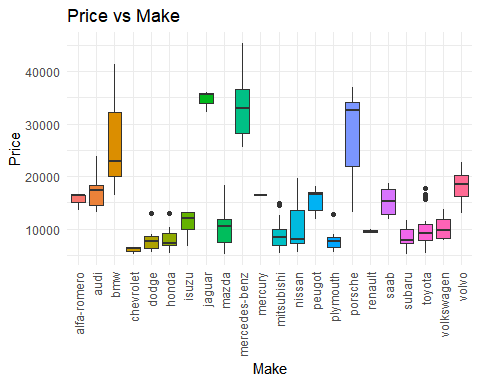 Price vs Make
Price
40000
30000
20000
10000
alfa-romero
audi
bmw
chevrolet
dodge
honda
isuzu
jaguar
mazda
mercedes-benz
mercury
mitsubishi
nissan
peugot
plymouth
porsche
renault
saab
subaru
toyota
volkswagen
volvo
Make